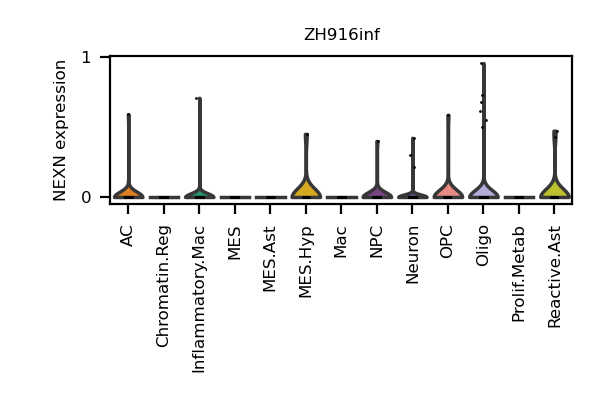 ZH916inf
NEXN expression
1
0
AC
Chromatin.Reg
Inflammatory.Mac
MES
MES.Ast
MES.Hyp
Mac
NPC
Neuron
OPC
Oligo
Prolif.Metab
Reactive.Ast